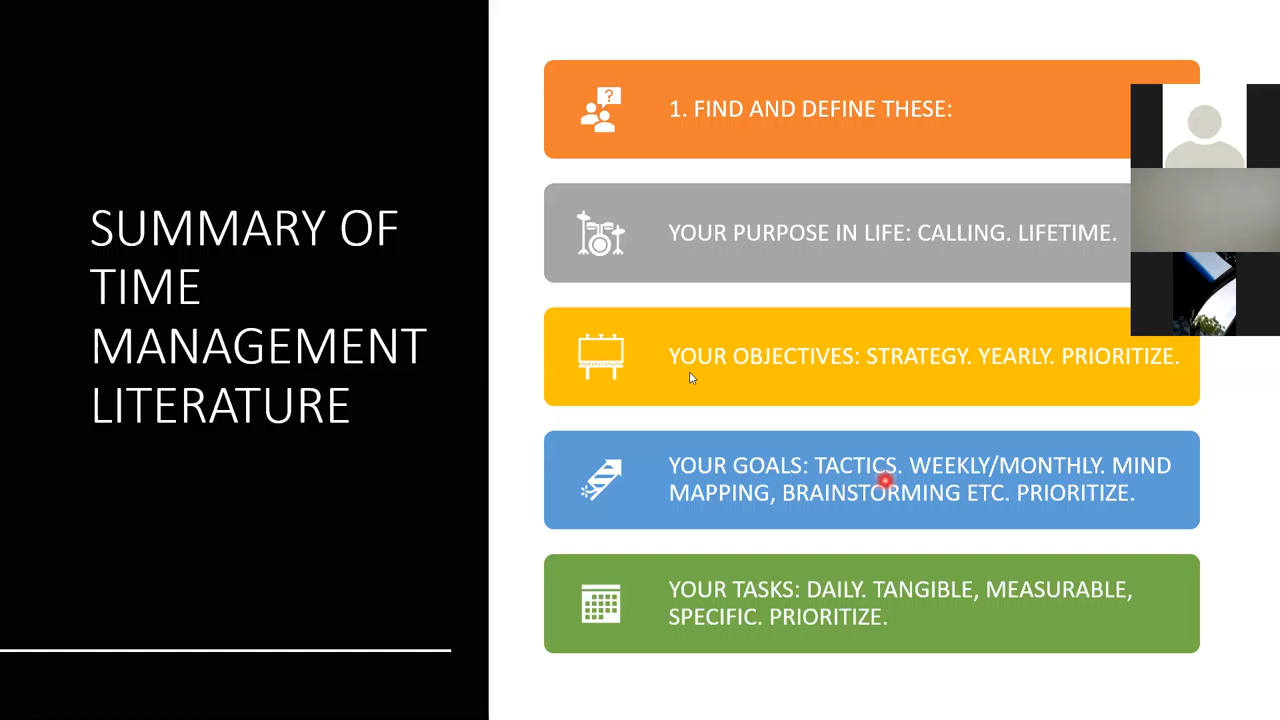 SUMMARY OF
TIME
MANAGEMENT
LITERATURE
?
1. FIND AND DEFINE THESE:
YOUR PURPOSE IN LIFE: CALLING. LIFETIME.
YOUR OBJECTIVES: STRATEGY. YEARLY. PRIORITIZE.
YOUR GOALS: TACTICS. WEEKLY/MONTHLY. MIND
MAPPING, BRAINSTORMING ETC. PRIORITIZE.
YOUR TASKS: DAILY. TANGIBLE, MEASURABLE,
SPECIFIC. PRIORITIZE.